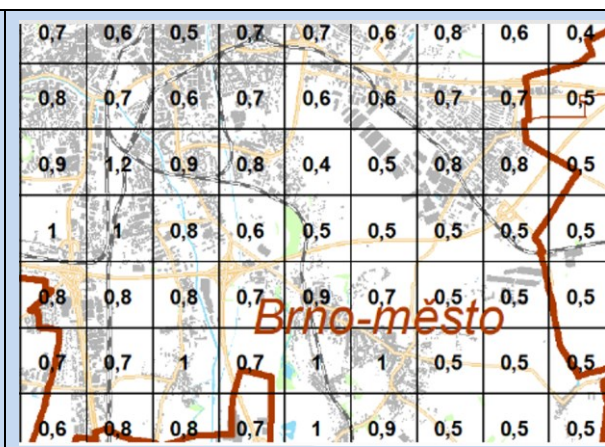 0,7 0,6 0,5 0,7 0,7 0,6 0,8 0,6 0,4
0,8 0,7 0,6 0,7 0,6 0,6 0,7 0,7 0,5
0,9 1,2 0,9 0,8 0,4 0,5 0,8 0,8 0,5
1 1 0,8 0,6 0,5 0,5 0,5 0,5 0,5
0,8 0,8 0,8 0,7 0,9 0,7 0,5 0,5 0,5
Brno-město
0,7 0,7 1 0,7 1 1 0,5 0,5 0,5
0,6 0,8 0,8 0,7 1 0,9 0,5 0,5 0,5